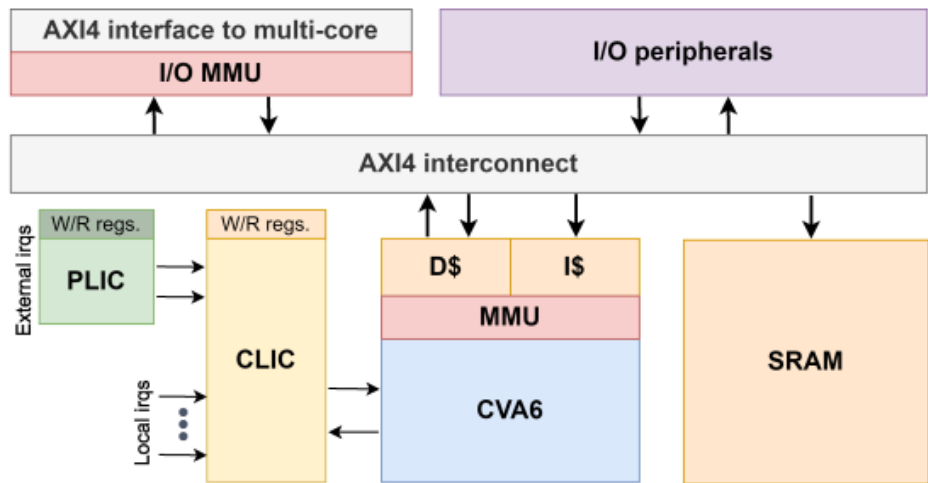 AXI4 interface to multi-core
I/O MMU
I/O peripherals
AXI4 interconnect
External irqs
W/R regs.
PLIC
W/R regs.
CLIC
Local irqs
D$
I$
MMU
CVA6
SRAM